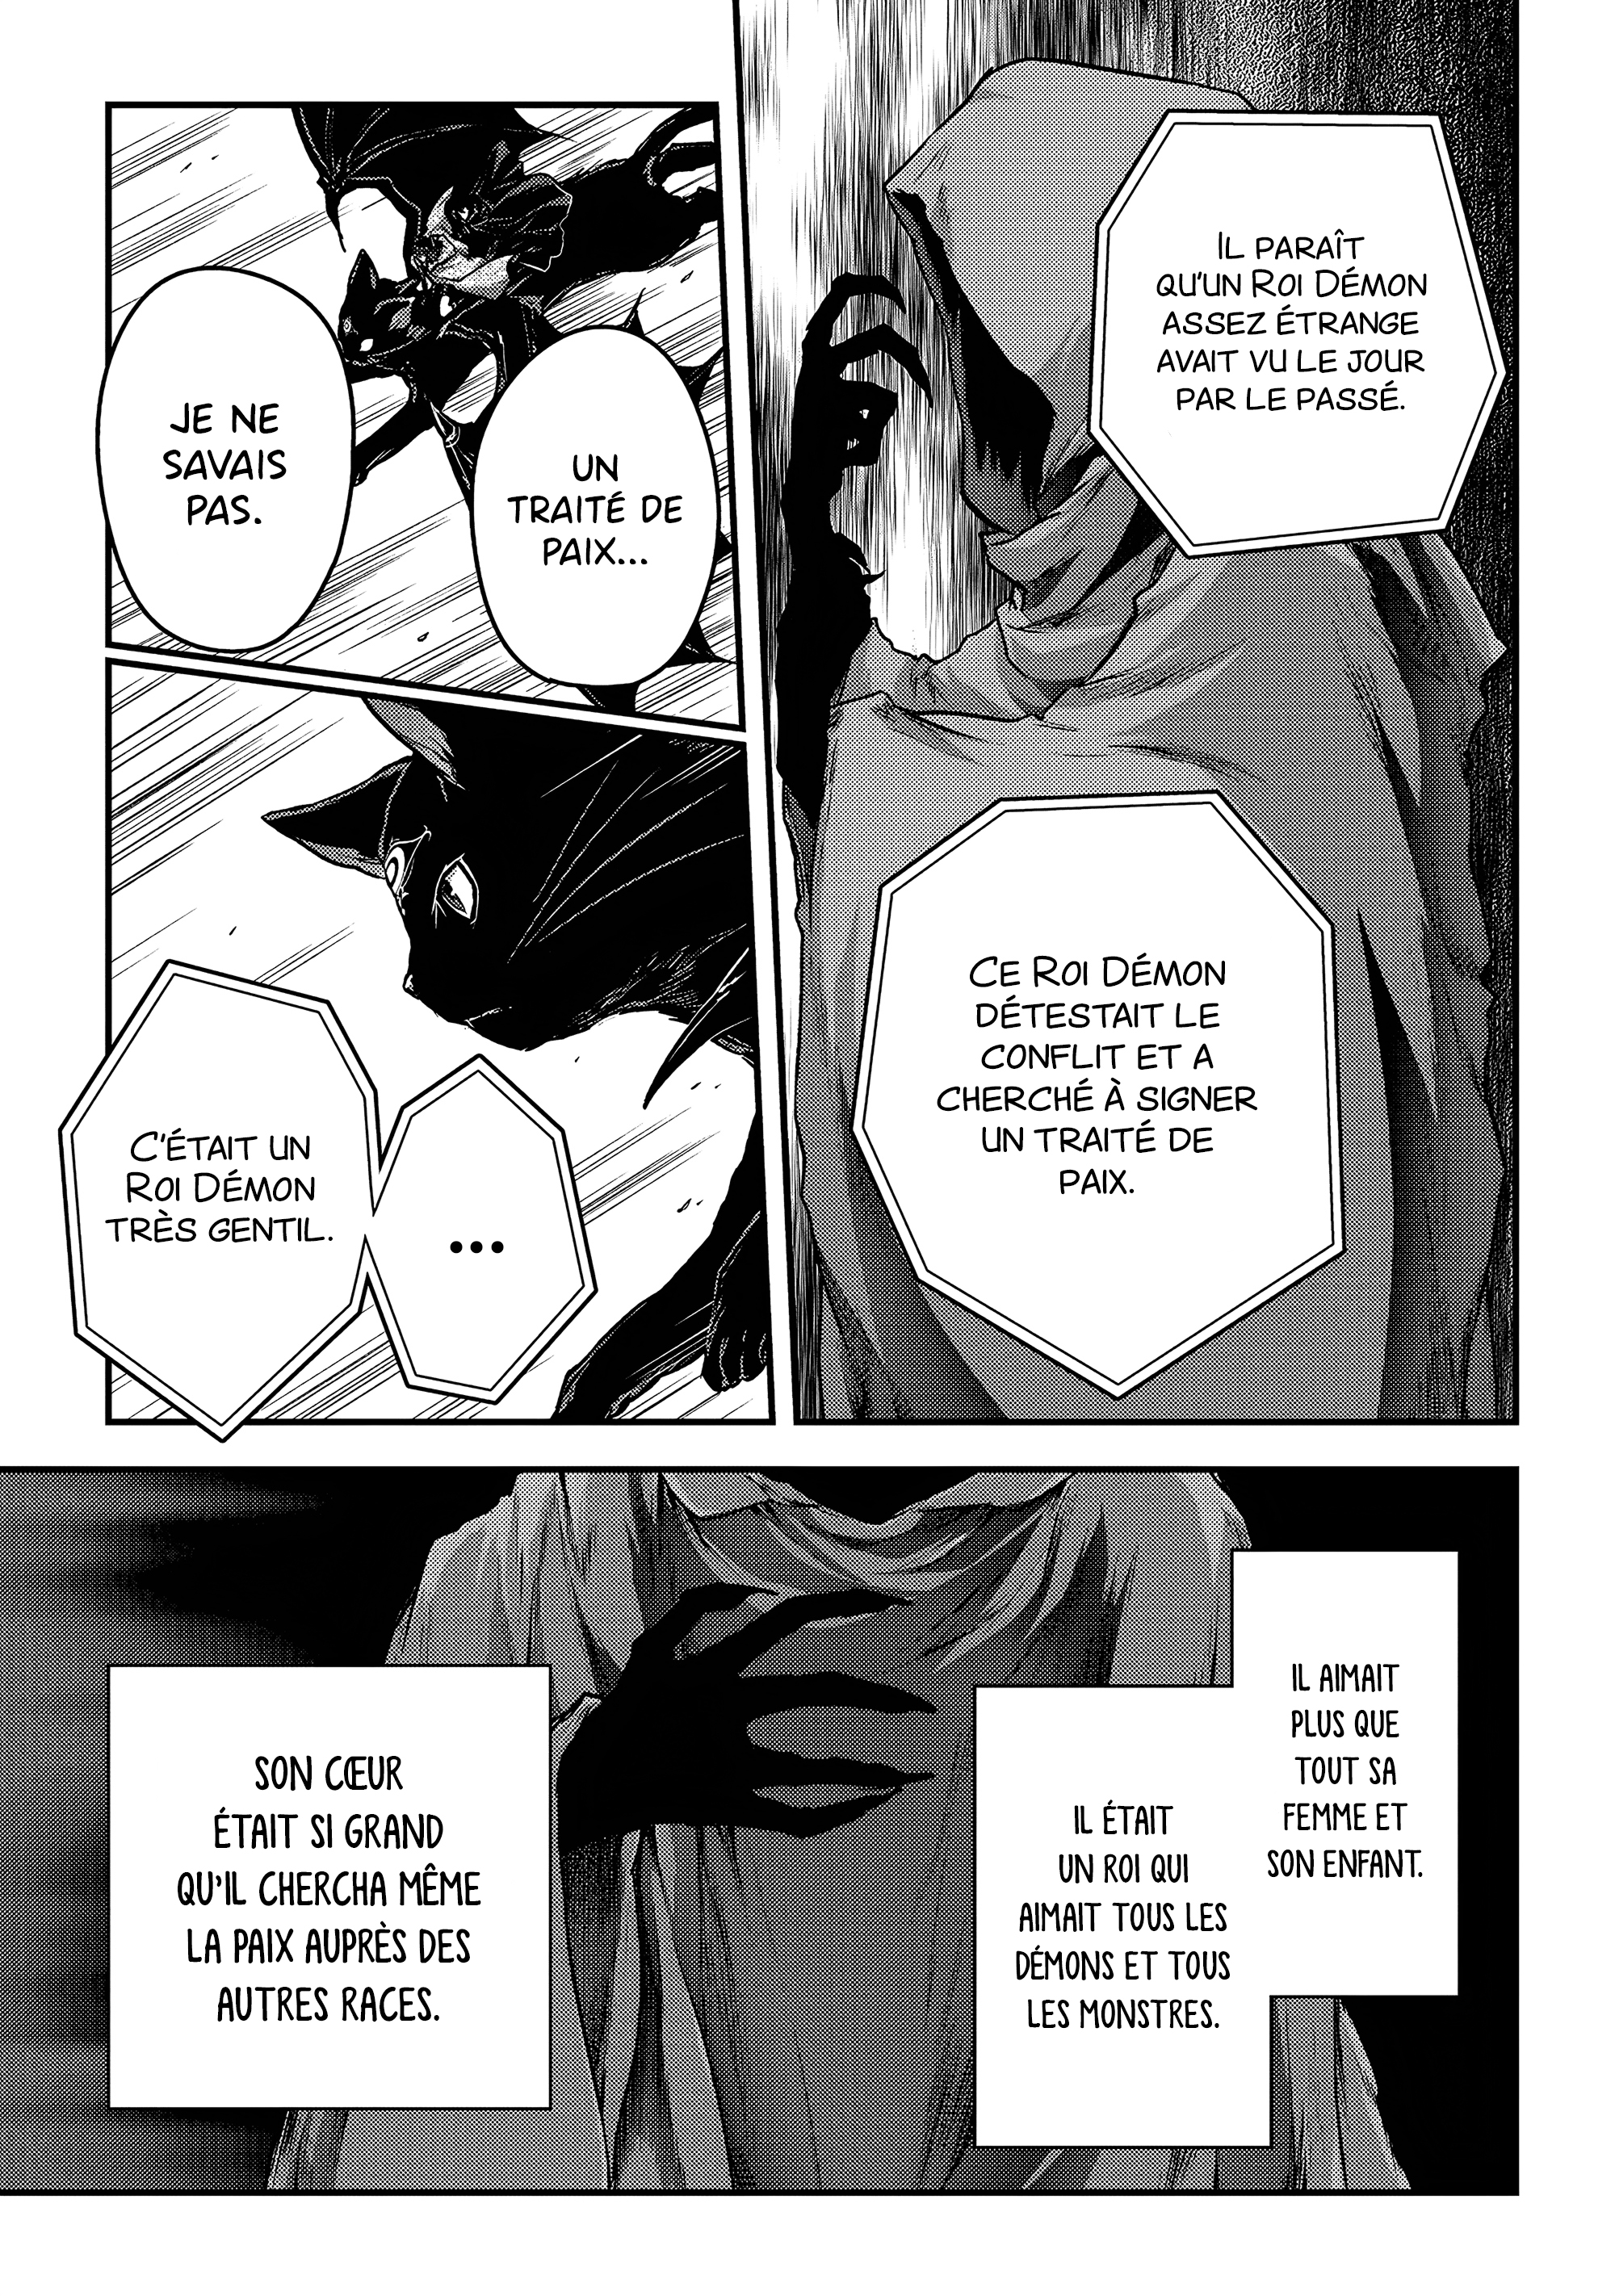 IL PARAÎT
QU'UN ROI DÉMON
ASSEZ ÉTRANGE
AVAIT VU LE JOUR
PAR LE PASSÉ.
CE ROI DÉMON
DÉTESTAIT LE
CONFLIT ET A
CHERCHÉ À SIGNER
UN TRAITÉ DE
PAIX.
UN
TRAITÉ DE
PAIX...
JE NE
SAVAIS
PAS.
...
C'ÉTAIT UN
ROI DÉMON
TRÈS GENTIL.
IL AIMAIT
PLUS QUE
TOUT SA
FEMME ET
SON ENFANT.
IL ÉTAIT
UN ROI QUI
AIMAIT TOUS LES
DÉMONS ET TOUS
LES MONSTRES.
SON CŒUR
ÉTAIT SI GRAND
QU'IL CHERCHA MÊME
LA PAIX AUPRÈS DES
AUTRES RACES.